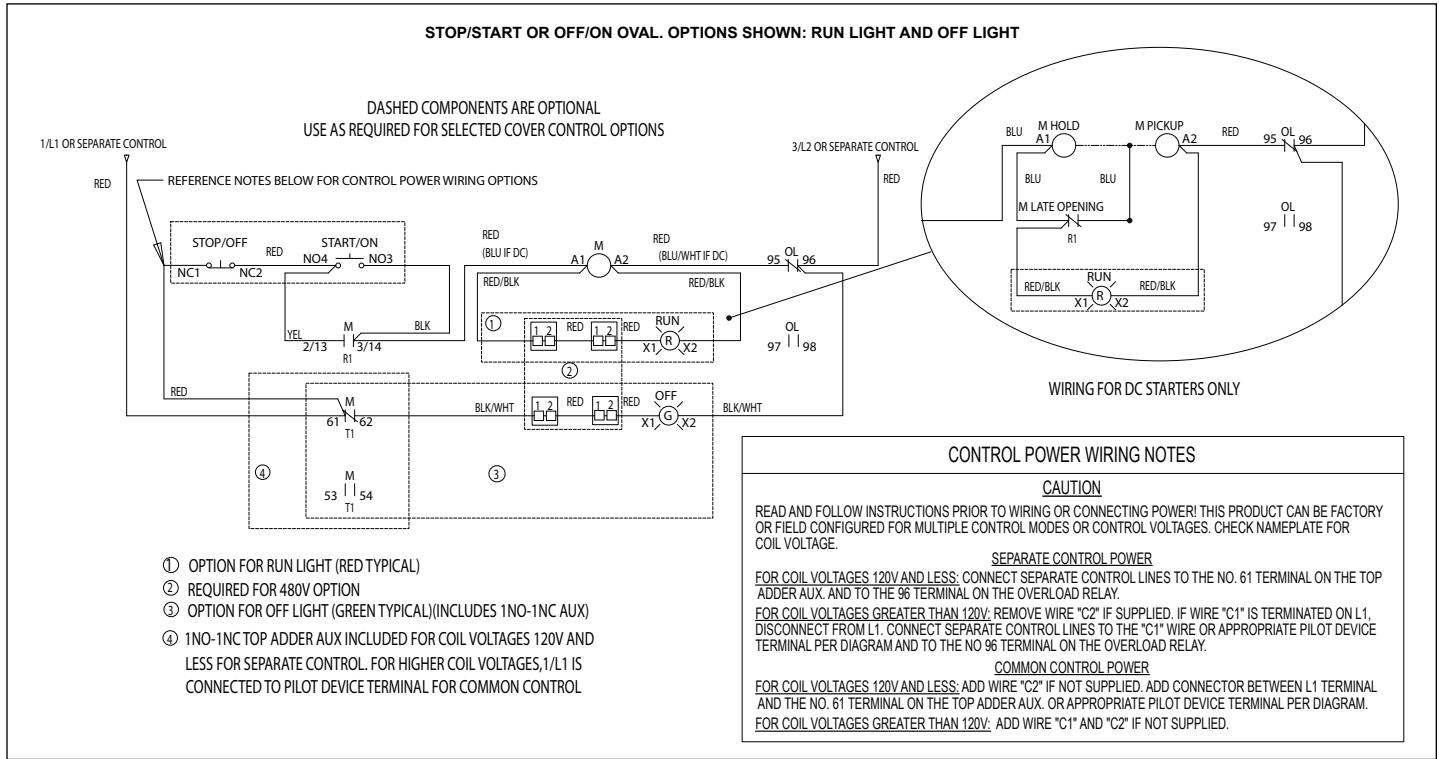 STOP/START OR OFF/ON OVAL. OPTIONS SHOWN: RUN LIGHT AND OFF LIGHT
DASHED COMPONENTS ARE OPTIONAL
USE AS REQUIRED FOR SELECTED COVER CONTROL OPTIONS
1/L1 OR SEPARATE CONTROL
RED
REFERENCE NOTES BELOW FOR CONTROL POWER WIRING OPTIONS
3/L2 OR SEPARATE CONTROL
RED
STOP/OFF
RED
START/ON
NC1
NC2
NO4
NO3
RED
(BLU IF DC)
M
A1
A2
RED
(BLU/WHT IF DC)
OL
95
96
RED/BLK
RED/BLK
YEL
M
BLK
2/13
3/14
R1
①
1 2
RED
1 2
RED
RUN
R
X1
X2
OL
97
98
②
RED
M
61
62
T1
BLK/WHT
1 2
RED
1 2
RED
OFF
G
X1
X2
BLK/WHT
④
③
M
53
54
T1
BLU
M HOLD
A1
M PICKUP
A2
RED
OL
95
96
BLU
BLU
M LATE OPENING
R1
OL
97
98
RUN
RED/BLK
R
RED/BLK
X1
X2
WIRING FOR DC STARTERS ONLY
① OPTION FOR RUN LIGHT (RED TYPICAL)
② REQUIRED FOR 480V OPTION
③ OPTION FOR OFF LIGHT (GREEN TYPICAL)(INCLUDES 1NO-1NC AUX)
④ 1NO-1NC TOP ADDER AUX INCLUDED FOR COIL VOLTAGES 120V AND
LESS FOR SEPARATE CONTROL. FOR HIGHER COIL VOLTAGES,1/L1 IS
CONNECTED TO PILOT DEVICE TERMINAL FOR COMMON CONTROL
CONTROL POWER WIRING NOTES
CAUTION
READ AND FOLLOW INSTRUCTIONS PRIOR TO WIRING OR CONNECTING POWER! THIS PRODUCT CAN BE FACTORY
OR FIELD CONFIGURED FOR MULTIPLE CONTROL MODES OR CONTROL VOLTAGES. CHECK NAMEPLATE FOR
COIL VOLTAGE.
SEPARATE CONTROL POWER
FOR COIL VOLTAGES 120V AND LESS: CONNECT SEPARATE CONTROL LINES TO THE NO. 61 TERMINAL ON THE TOP
ADDER AUX. AND TO THE 96 TERMINAL ON THE OVERLOAD RELAY.
FOR COIL VOLTAGES GREATER THAN 120V: REMOVE WIRE "C2" IF SUPPLIED. IF WIRE "C1" IS TERMINATED ON L1,
DISCONNECT FROM L1. CONNECT SEPARATE CONTROL LINES TO THE "C1" WIRE OR APPROPRIATE PILOT DEVICE
TERMINAL PER DIAGRAM AND TO THE NO 96 TERMINAL ON THE OVERLOAD RELAY.
COMMON CONTROL POWER
FOR COIL VOLTAGES 120V AND LESS: ADD WIRE "C2" IF NOT SUPPLIED. ADD CONNECTOR BETWEEN L1 TERMINAL
AND THE NO. 61 TERMINAL ON THE TOP ADDER AUX. OR APPROPRIATE PILOT DEVICE TERMINAL PER DIAGRAM.
FOR COIL VOLTAGES GREATER THAN 120V: ADD WIRE "C1" AND "C2" IF NOT SUPPLIED.